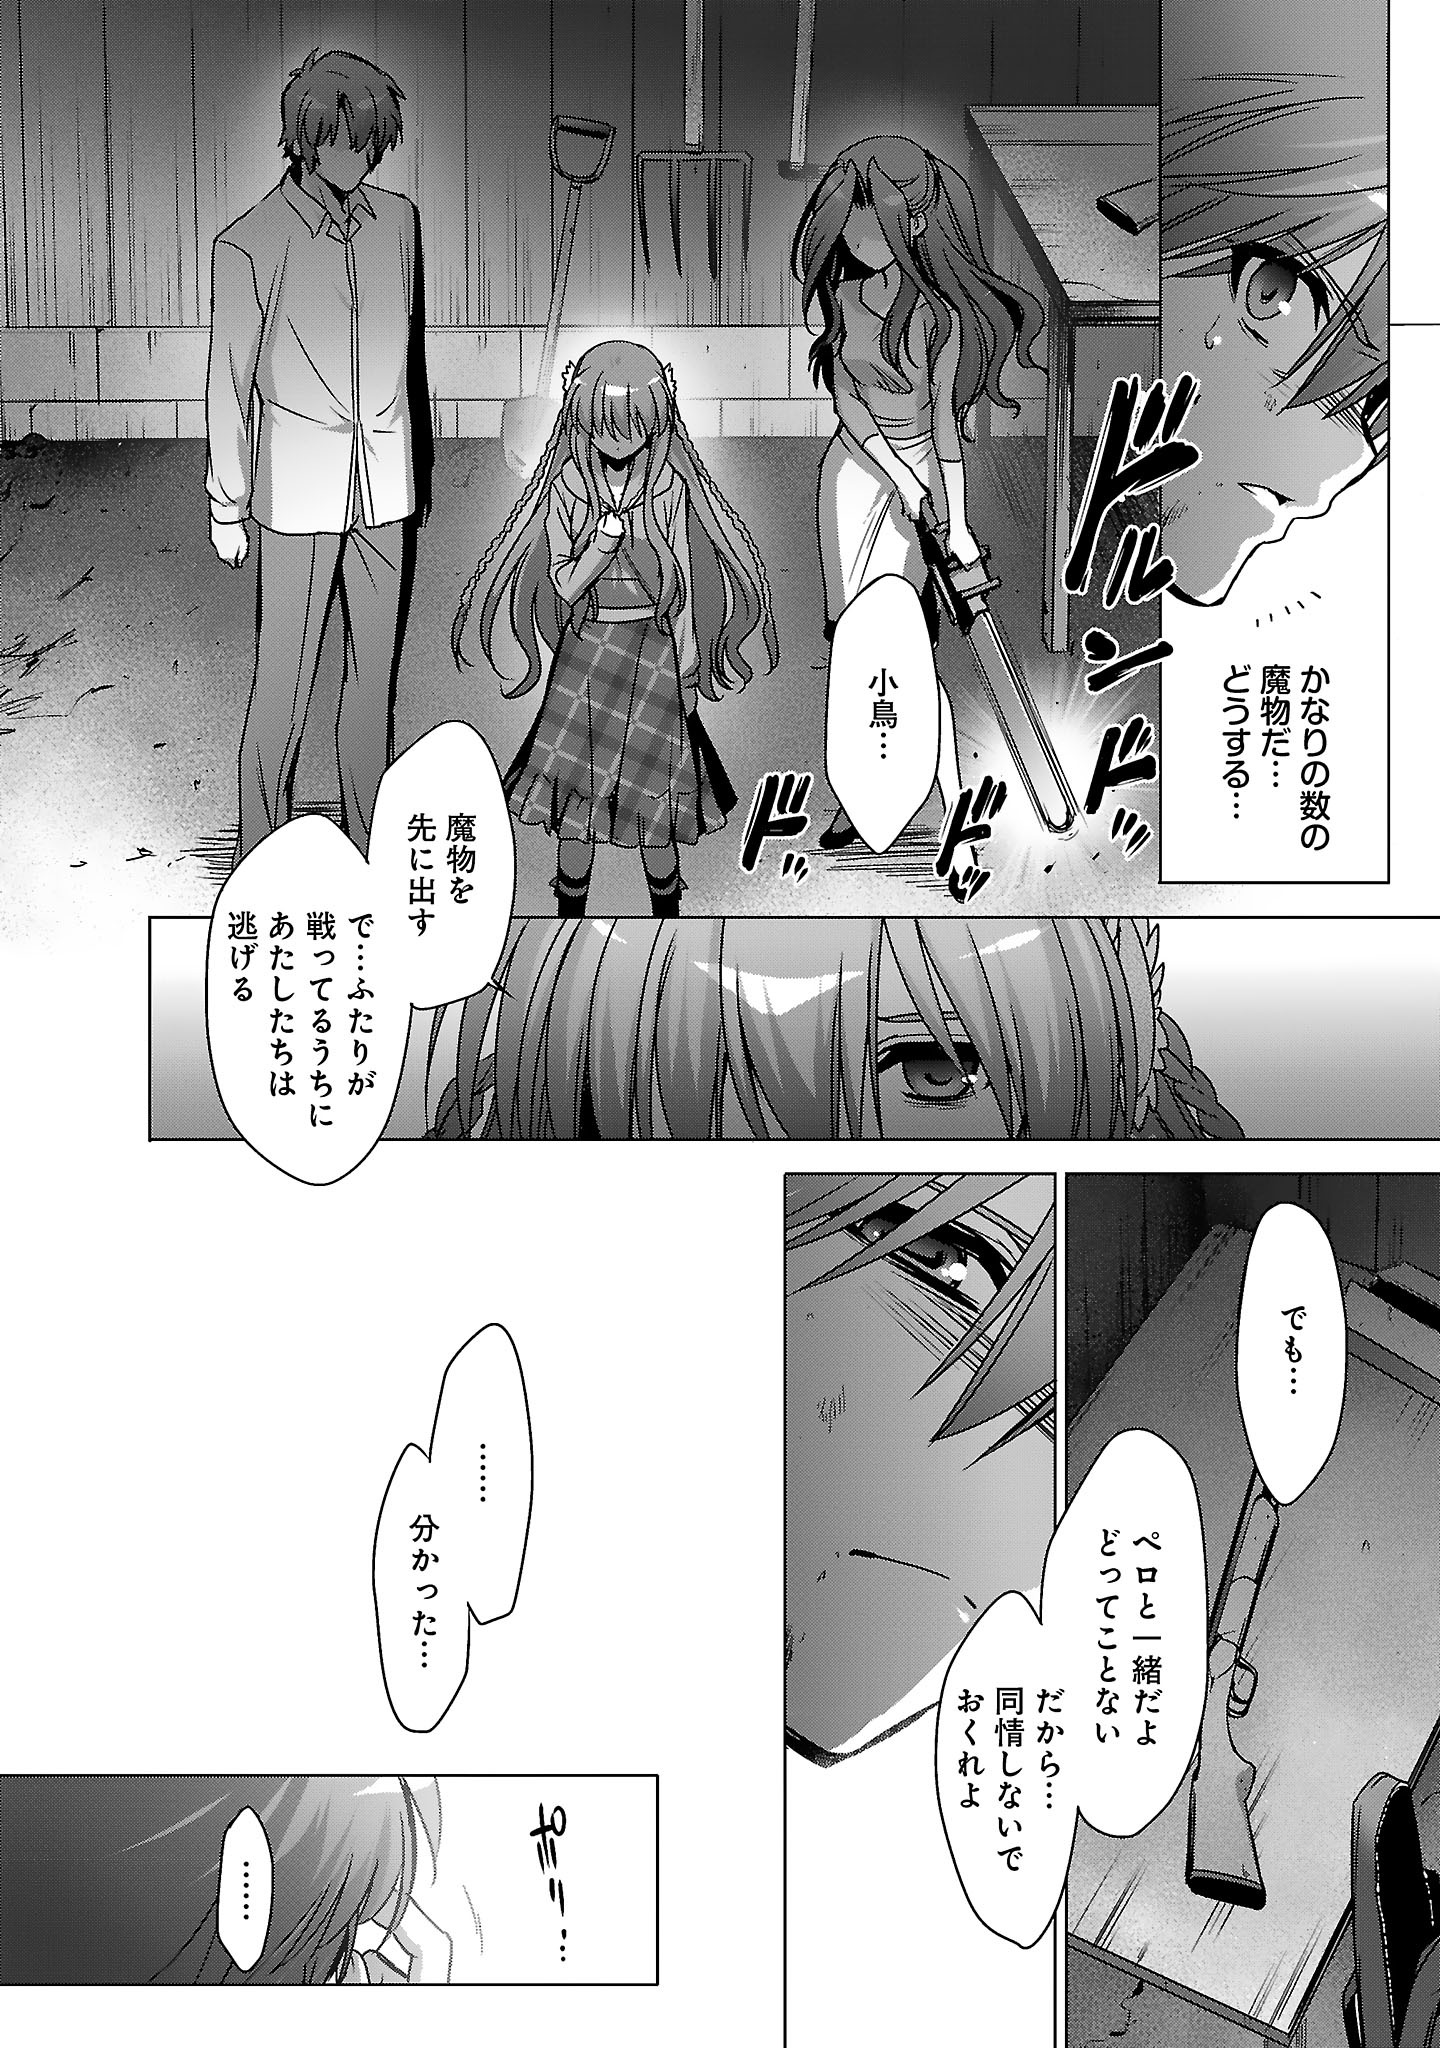 かなりの数の
魔物だ…
どうする…
ドルンッ
ドドッ
ドドッ
ドドッ
小鳥…
魔物を
先に出す
で…ふたりが
戦ってるうちに
あたしたちは
逃げる
でも…
ペロと一緒だよ
どってことない
だから…
同情しないで
おくれよ
……
分かった…
……